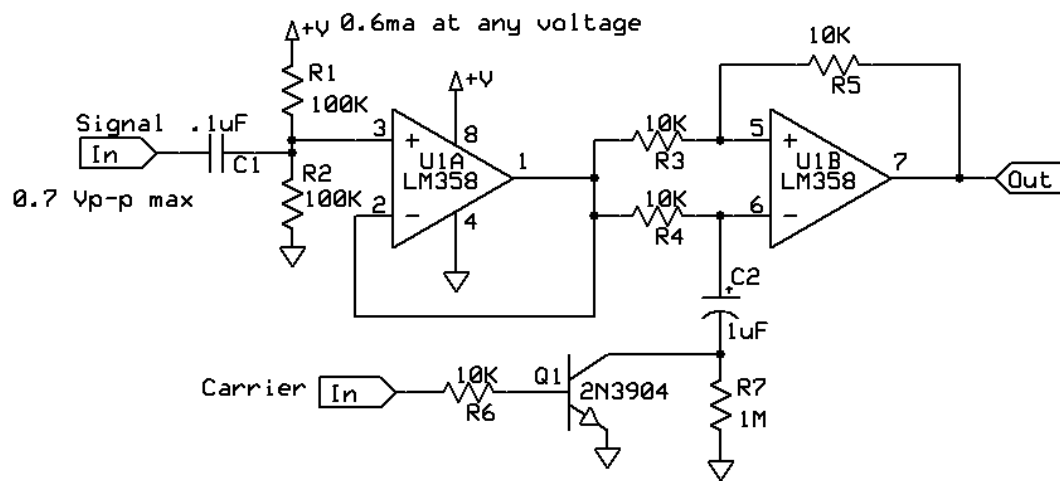 +V 0.6ma at any voltage
R1
100K
Signal
In
.1uF
C1
0.7 Vp-p max
R2
100K
+V
3
2
8
4
1
+
-
U1A
LM358
10K
R3
10K
R4
10K
R5
5
6
7
+
-
U1B
LM358
Out
C2
+
1uF
Carrier
In
10K
R6
Q1
2N3904
R7
1M